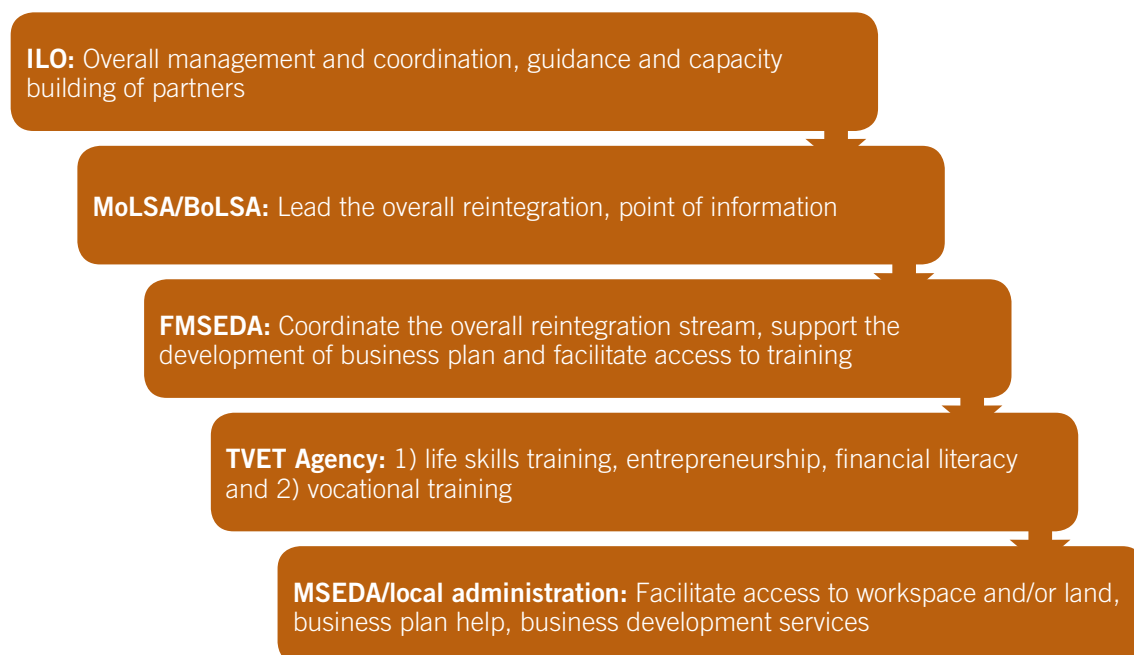 ILO: Overall management and coordination, guidance and capacity
building of partners
MoLSA/BoLSA: Lead the overall reintegration, point of information
FMSEDA: Coordinate the overall reintegration stream, support the
development of business plan and facilitate access to training
TVET Agency: 1) life skills training, entrepreneurship, financial literacy
and 2) vocational training
MSEDA/local administration: Facilitate access to workspace and/or land,
business plan help, business development services